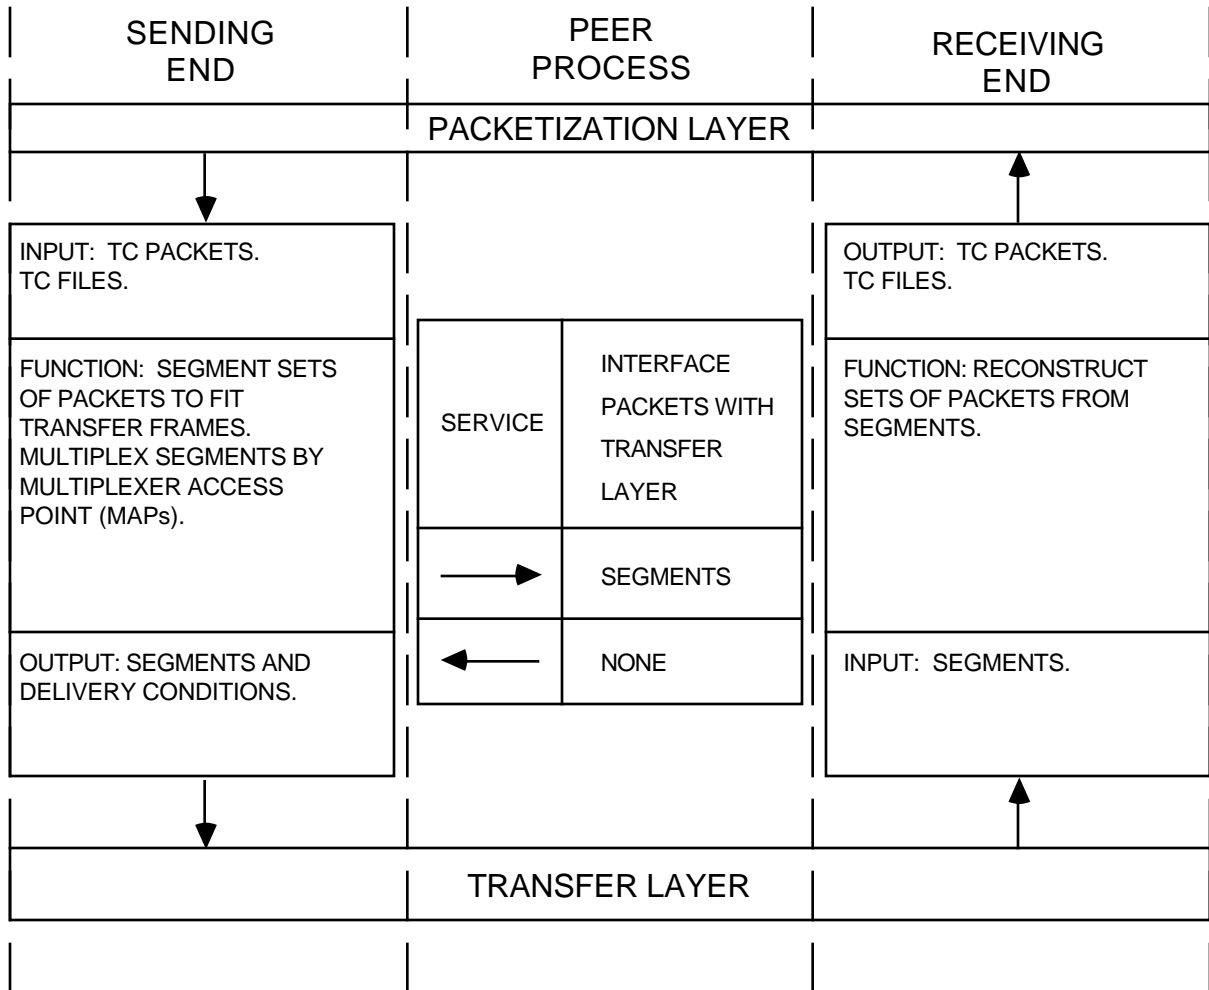 SENDING
END
PEER
PROCESS
RECEIVING
END
PACKETIZATION LAYER
INPUT: TC PACKETS.
TC FILES.
FUNCTION: SEGMENT SETS
OF PACKETS TO FIT
TRANSFER FRAMES.
MULTIPLEX SEGMENTS BY
MULTIPLEXER ACCESS
POINT (MAPs).
OUTPUT: SEGMENTS AND
DELIVERY CONDITIONS.
SERVICE
INTERFACE
PACKETS WITH
TRANSFER
LAYER
SEGMENTS
NONE
OUTPUT: TC PACKETS.
TC FILES.
FUNCTION: RECONSTRUCT
SETS OF PACKETS FROM
SEGMENTS.
INPUT: SEGMENTS.
TRANSFER LAYER